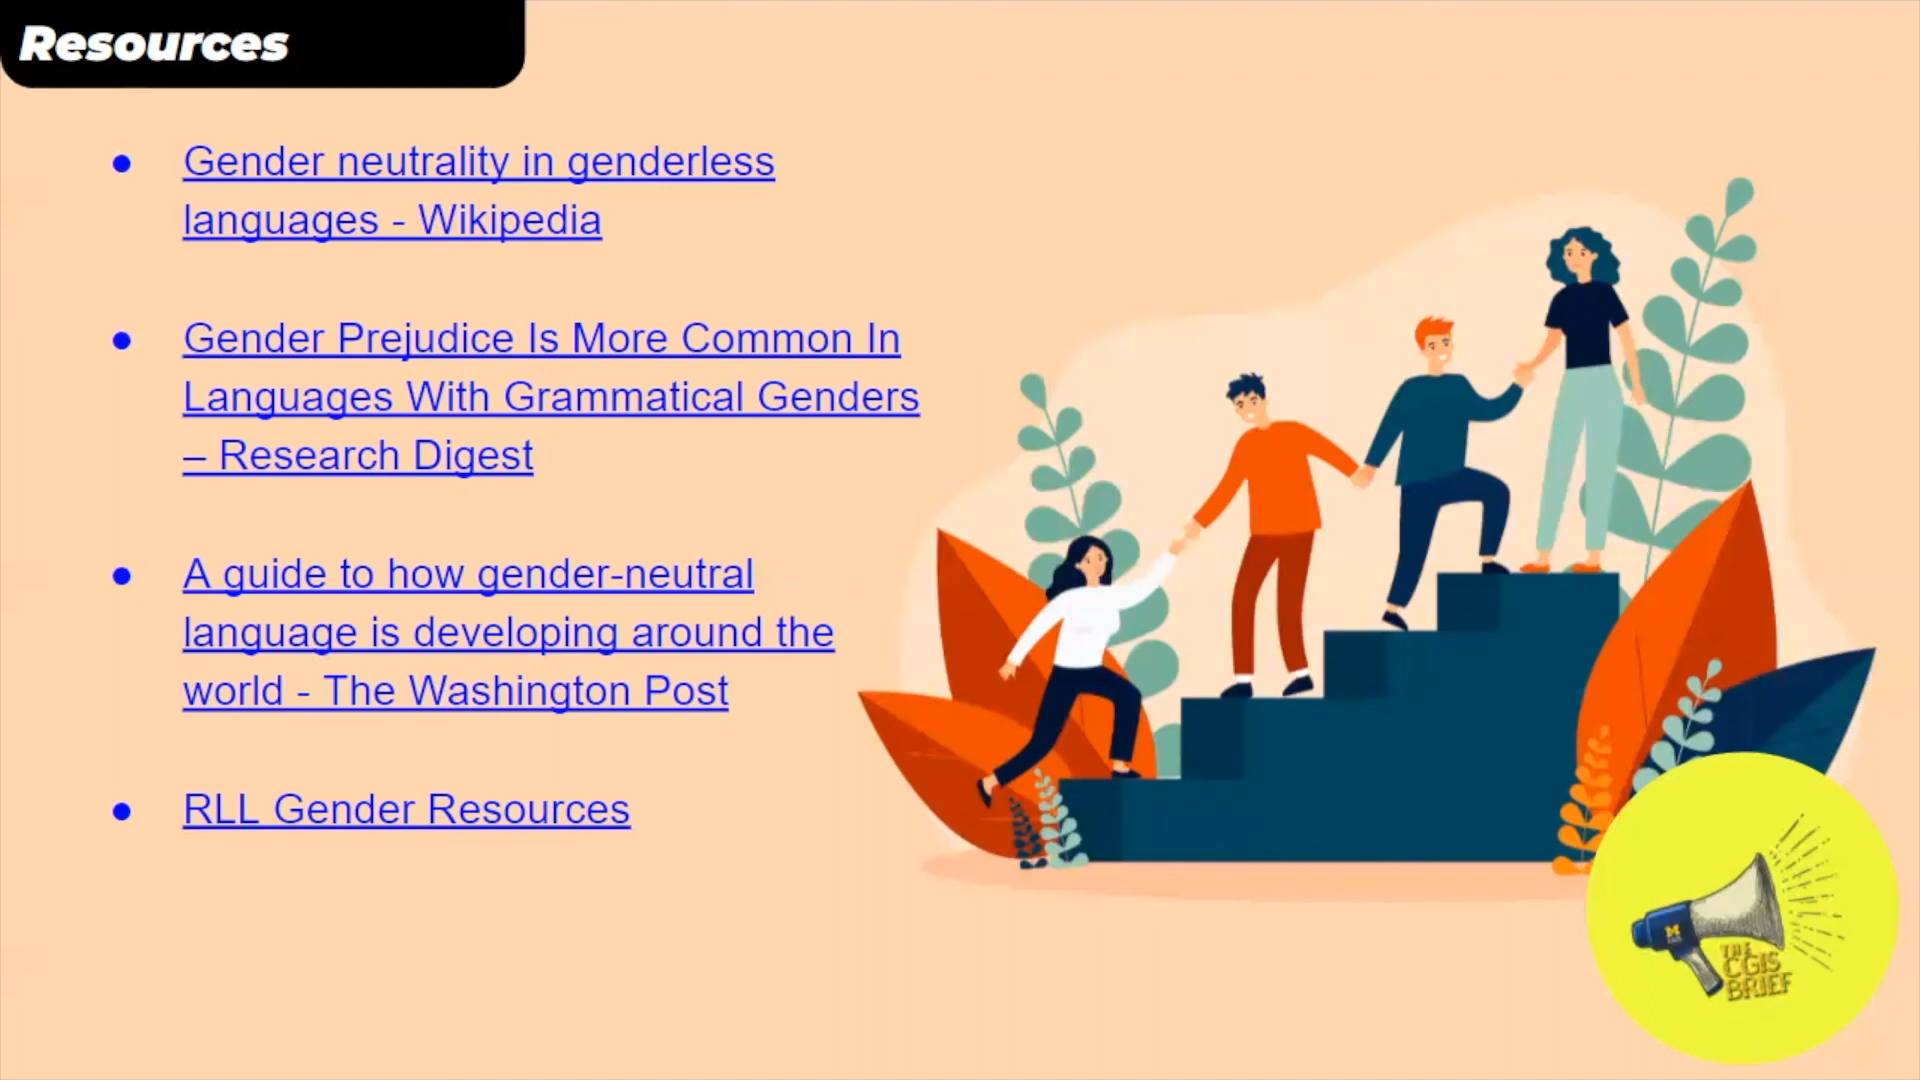 Resources
● Gender neutrality in genderless
languages - Wikipedia
● Gender Prejudice Is More Common In
Languages With Grammatical Genders
– Research Digest
● A guide to how gender-neutral
language is developing around the
world - The Washington Post
● RLL Gender Resources
M
THE
CGIS
BRIEF